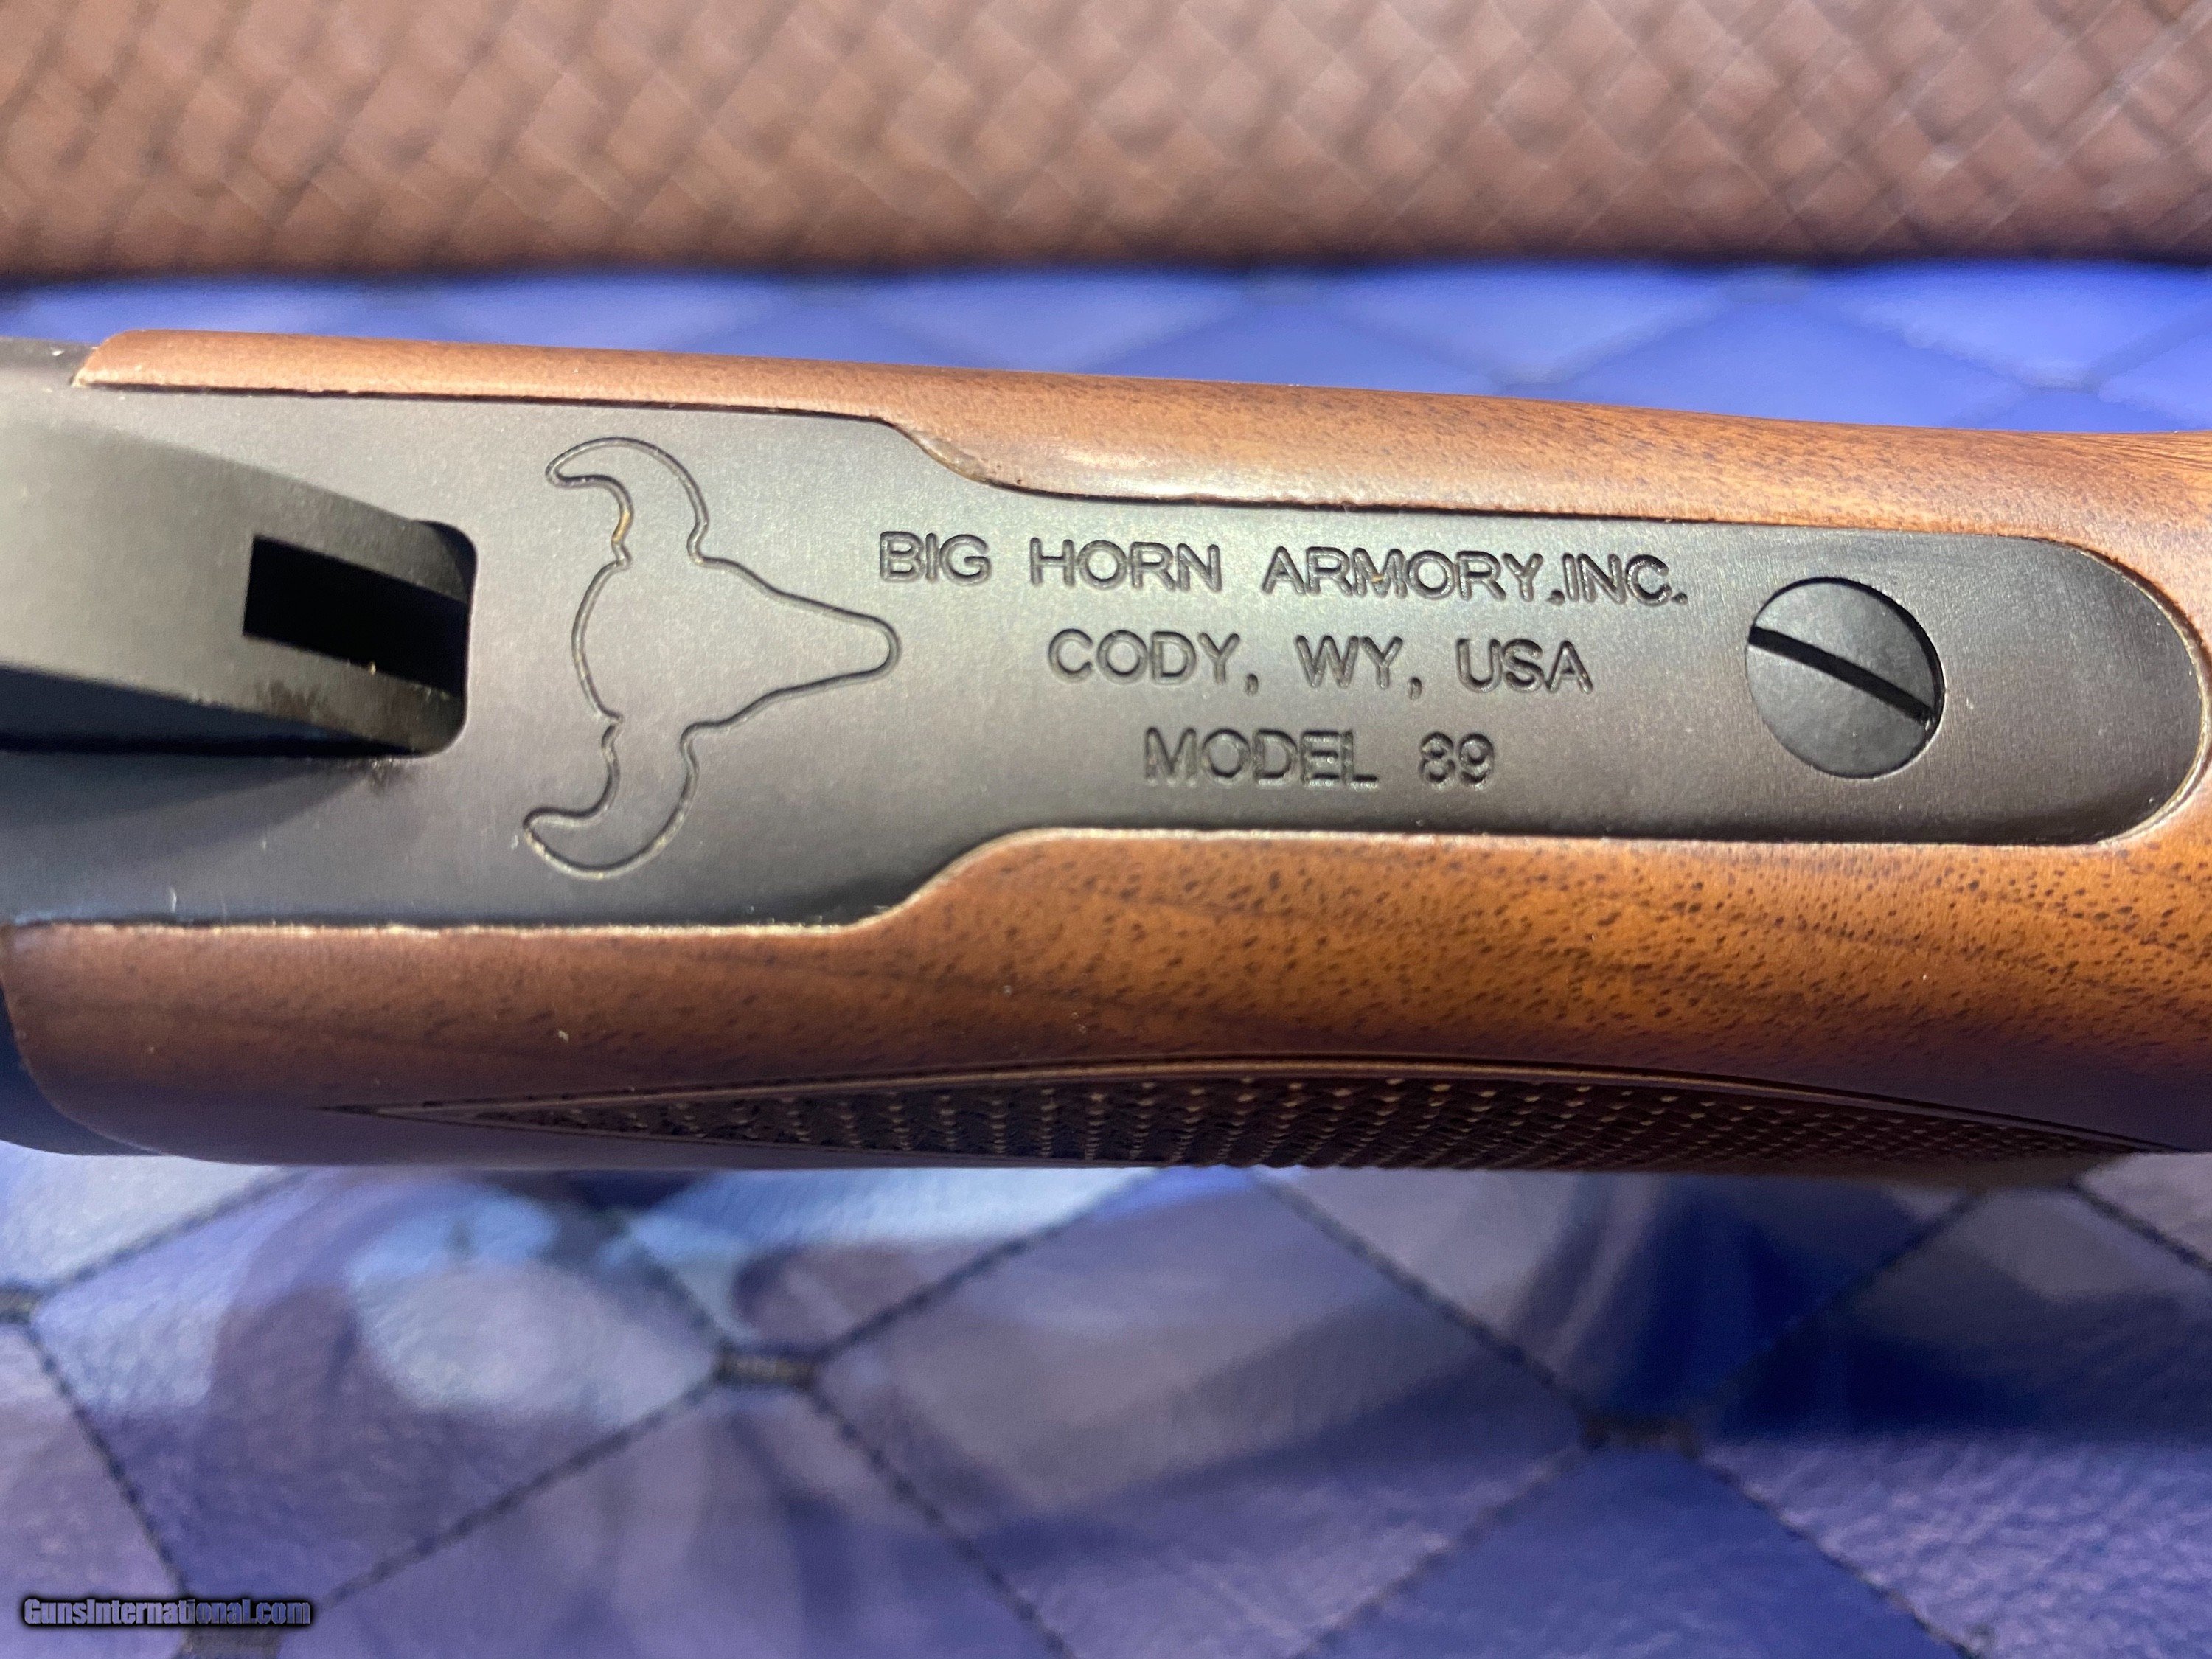 BIG HORN ARMORY,INC.
CODY, WY, USA
MODEL 89
GunsInternational.com